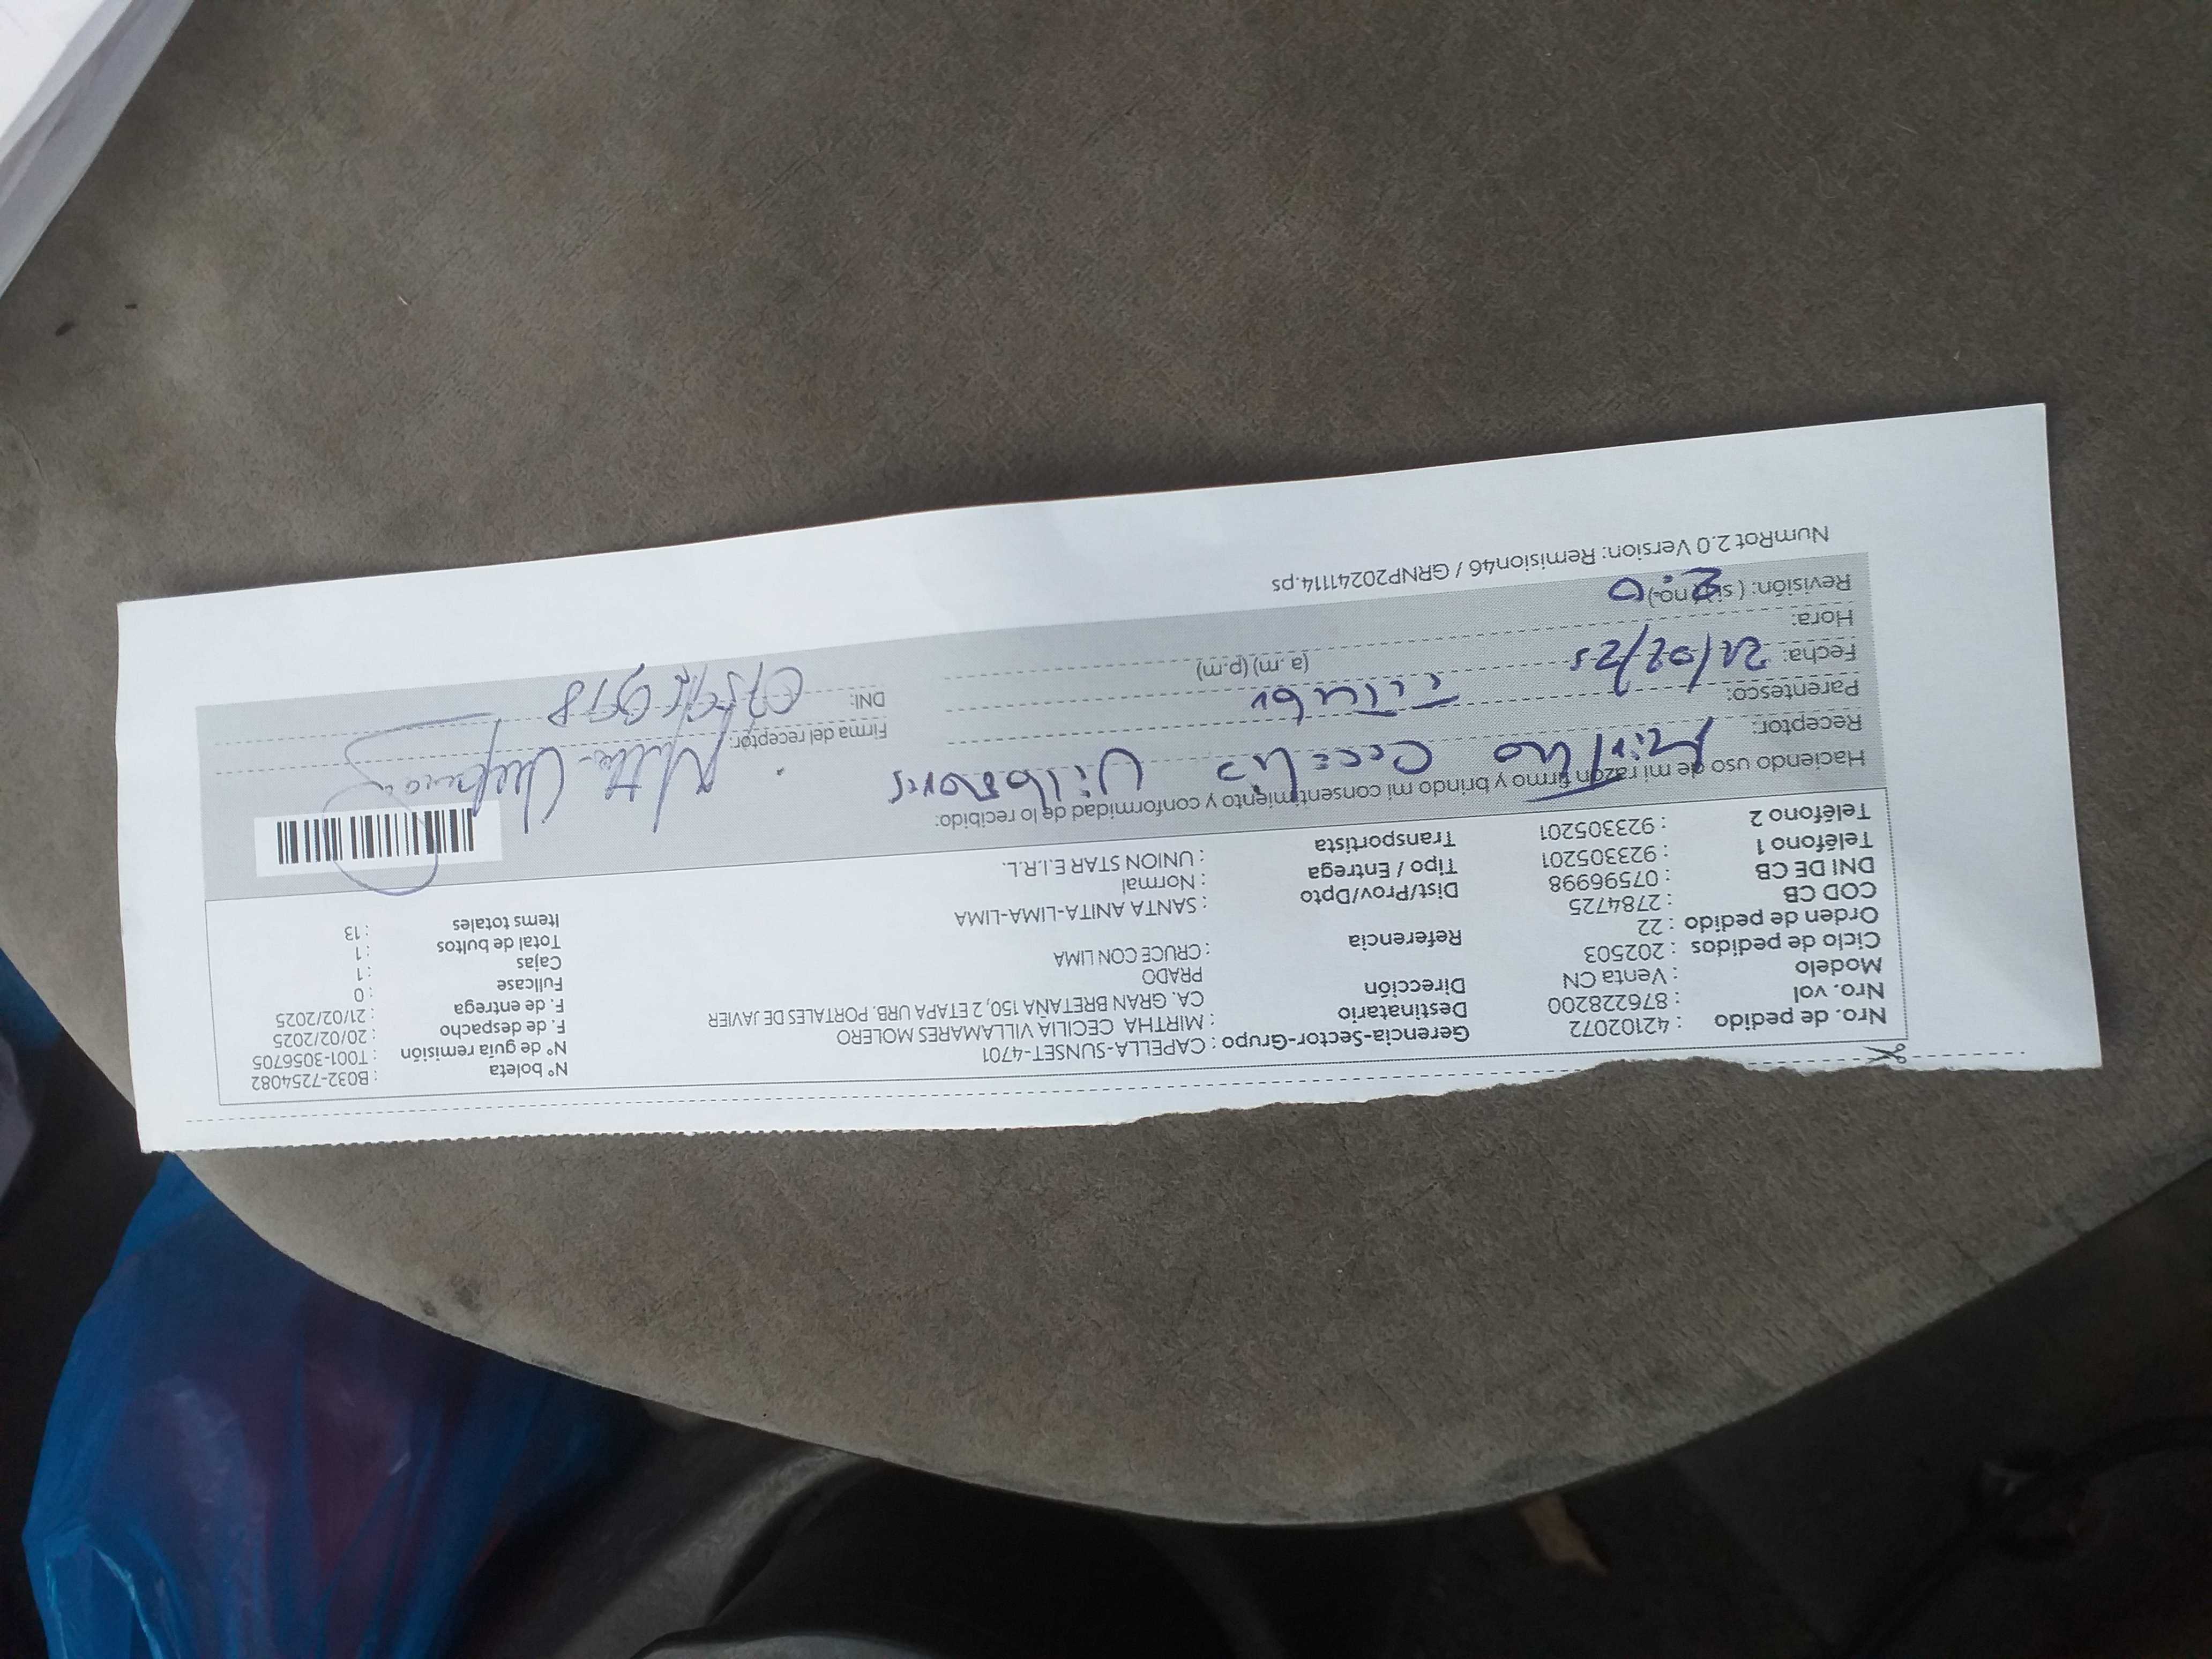 Nro. de pedido : 42102072
Nro. vol : 876228200
Modelo : Venta CN
Ciclo de pedidos : 202503
Orden de pedido : 22
COD CB : 2784725
DNI DE CB : 07596998
Teléfono 1 : 923305201
Teléfono 2 : 923305201
Gerencia-Sector-Grupo : CAPELLA-SUNSET-4701
Destinatario : MIRTHA CECILIA VILLAMARES MOLERO
Dirección CA. GRAN BRETAÑA 150, 2 ETAPA URB. PORTALES DE JAVIER
PRADO
Referencia : CRUCE CON LIMA
Dist/Prov/Dpto : SANTA ANITA-LIMA-LIMA
Tipo / Entrega : Normal
Transportista : UNION STAR E.I.R.L.
N° boleta : B032-7254082
N° de guía remisión : T001-3056705
F. de despacho : 20/02/2025
F. de entrega : 21/02/2025
Fullcase : 0
Cajas : 1
Total de bultos : 1
Items totales : 13
Haciendo uso de mi razón firmo y brindo mi consentimiento y conformidad de lo recibido:
Receptor:
Parentesco: Titular
Fecha: 21/02/25
Hora: (a. m) (p.m)
Revisión: ( si ) ( no )
Firma del receptor:
DNI:
NumRot 2.0 Version: Remision46 / GRNP20241114.ps